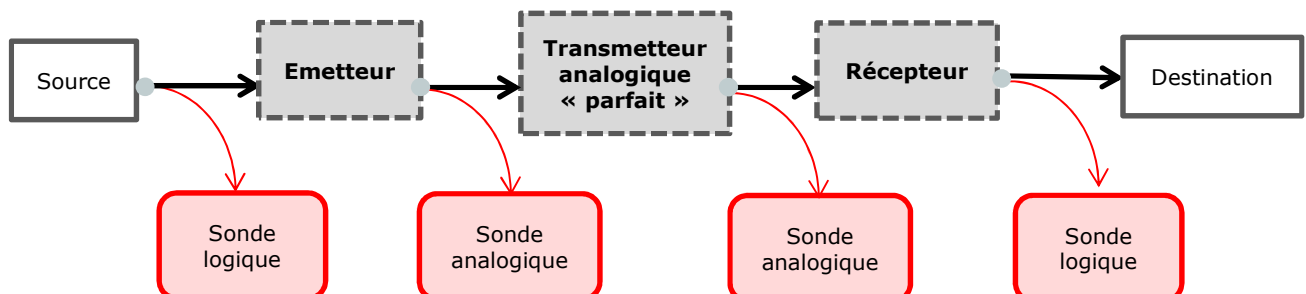 Source
Emetteur
Transmetteur
analogique
« parfait »
Récepteur
Destination
Sonde
logique
Sonde
analogique
Sonde
analogique
Sonde
logique